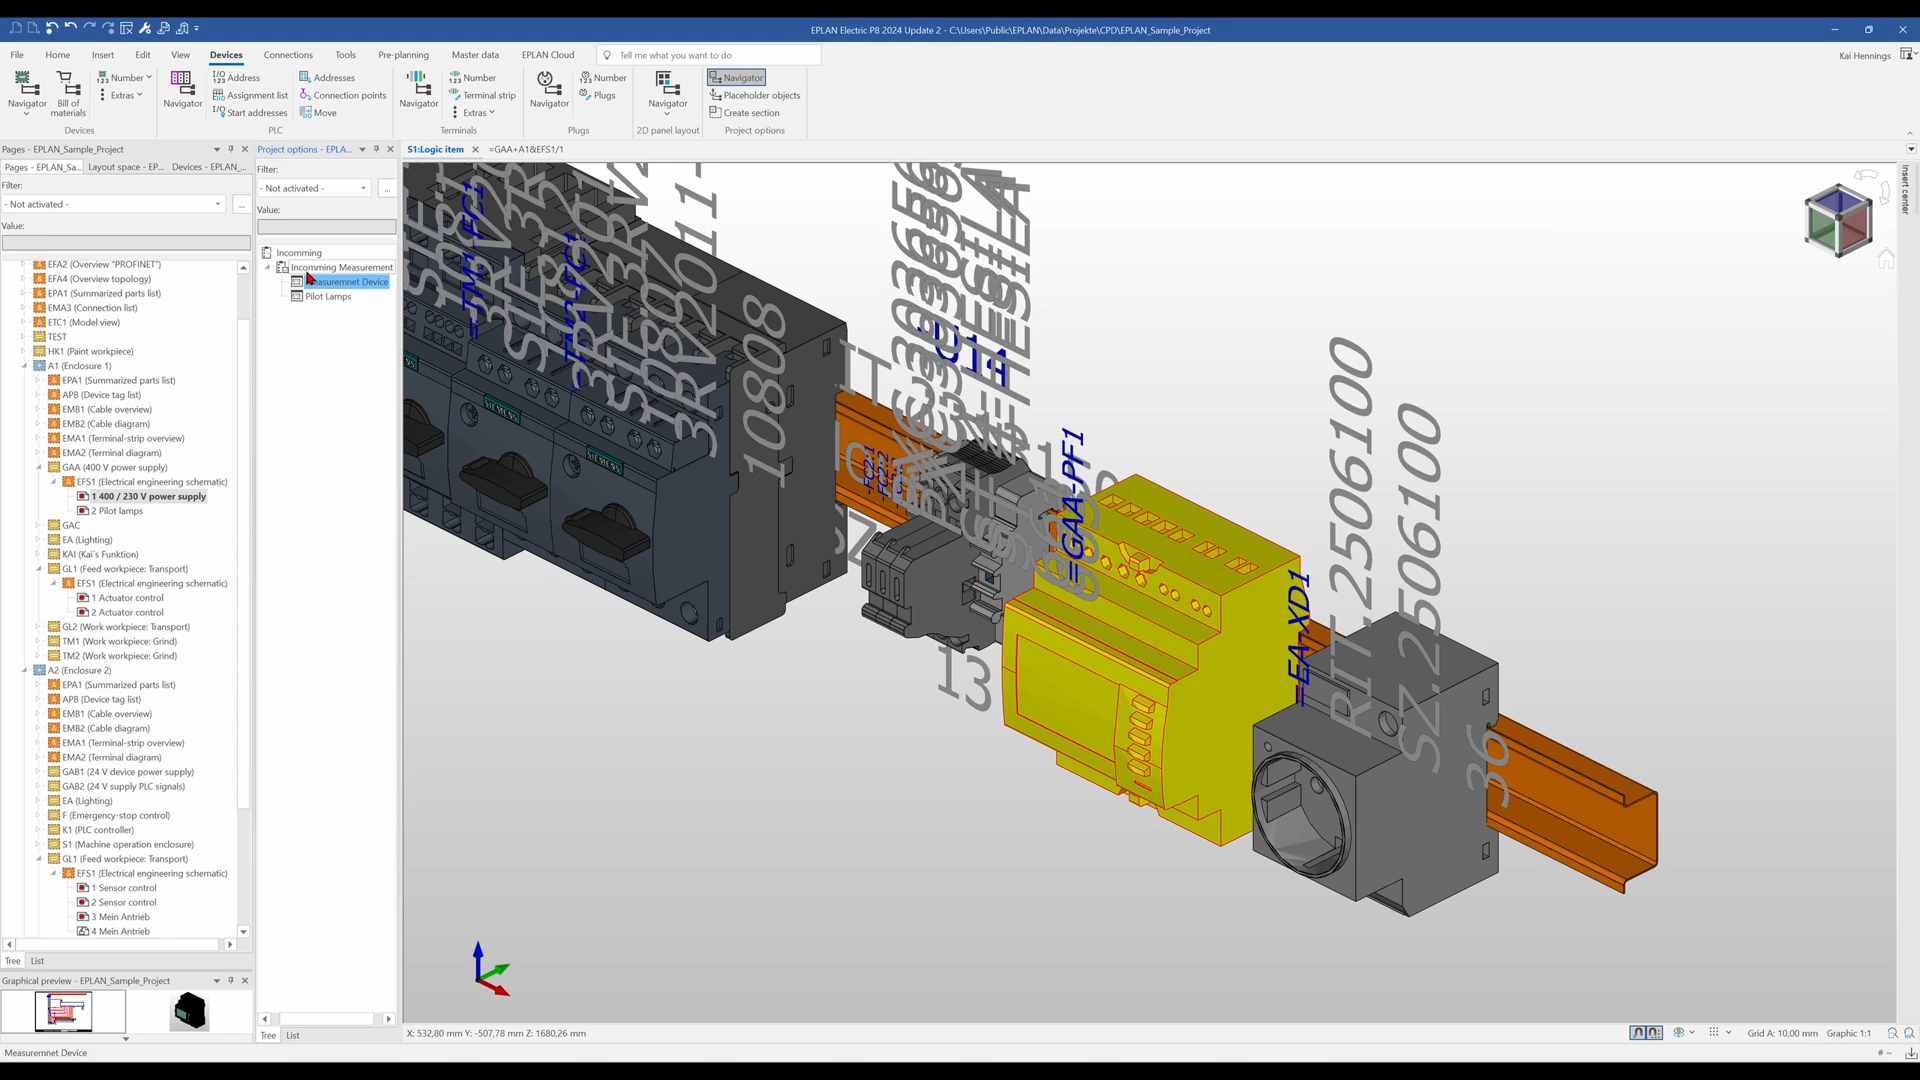 EPLAN Electric P8 2024 Update 2 - C:\Users\Public\EPLAN\Data\Projekte\CPD\EPLAN_Sample_Project
File Home Insert Edit View Devices Connections Tools Pre-planning Master data EPLAN Cloud Tell me what you want to do
Kai Hennings
Navigator
Bill of materials
Number
Extras
Devices
Navigator
Address
Assignment list
Start addresses
Addresses
Connection points
Move
PLC
Navigator
Number
Terminal strip
Extras
Terminals
Navigator
Number
Plugs
Plugs
Navigator
2D panel layout
Navigator
Placeholder objects
Create section
Project options
Pages - EPLAN_Sample_Project
Pages - EPLAN_Sa... Layout space - EP... Devices - EPLAN_...
Filter:
- Not activated -
...
Value:
EFA2 (Overview "PROFINET")
EFA4 (Overview topology)
EPA1 (Summarized parts list)
EMA3 (Connection list)
ETC1 (Model view)
TEST
HK1 (Paint workpiece)
A1 (Enclosure 1)
EPA1 (Summarized parts list)
APB (Device tag list)
EMB1 (Cable overview)
EMB2 (Cable diagram)
EMA1 (Terminal-strip overview)
EMA2 (Terminal diagram)
GAA (400 V power supply)
EFS1 (Electrical engineering schematic)
1 400 / 230 V power supply
2 Pilot lamps
GAC
EA (Lighting)
KAI (Kai´s Funktion)
GL1 (Feed workpiece: Transport)
EFS1 (Electrical engineering schematic)
1 Actuator control
2 Actuator control
GL2 (Work workpiece: Transport)
TM1 (Work workpiece: Grind)
TM2 (Work workpiece: Grind)
A2 (Enclosure 2)
EPA1 (Summarized parts list)
APB (Device tag list)
EMB1 (Cable overview)
EMB2 (Cable diagram)
EMA1 (Terminal-strip overview)
EMA2 (Terminal diagram)
GAB1 (24 V device power supply)
GAB2 (24 V supply PLC signals)
EA (Lighting)
F (Emergency-stop control)
K1 (PLC controller)
S1 (Machine operation enclosure)
GL1 (Feed workpiece: Transport)
EFS1 (Electrical engineering schematic)
1 Sensor control
2 Sensor control
3 Mein Antrieb
4 Mein Antrieb
Tree List
Graphical preview - EPLAN_Sample_Project
Measuremnet Device
Project options - EPLA...
Filter:
- Not activated -
...
Value:
Incomming
Incomming Measurement
Pilot Lamps
Tree List
S1:Logic item
=GAA+A1&EFS1/1
SIEMENS
SIEMENS
10808
13
=GAA-PF1
=EA-XD1
RIT.2506100
SZ.2506100
36
Insert center
X: 532,80 mm Y: -507,78 mm Z: 1680,26 mm
Grid A: 10,00 mm Graphic 1:1
# ~